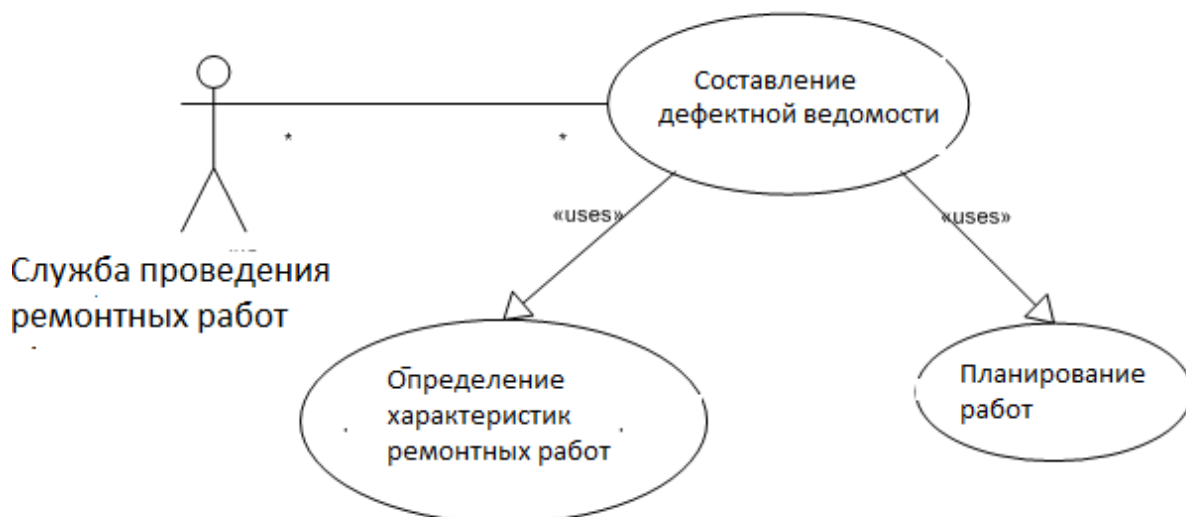 Составление
дефектной ведомости
*
*
«uses»
«uses»
Служба проведения
ремонтных работ
Определение
характеристик
ремонтных работ
Планирование
работ